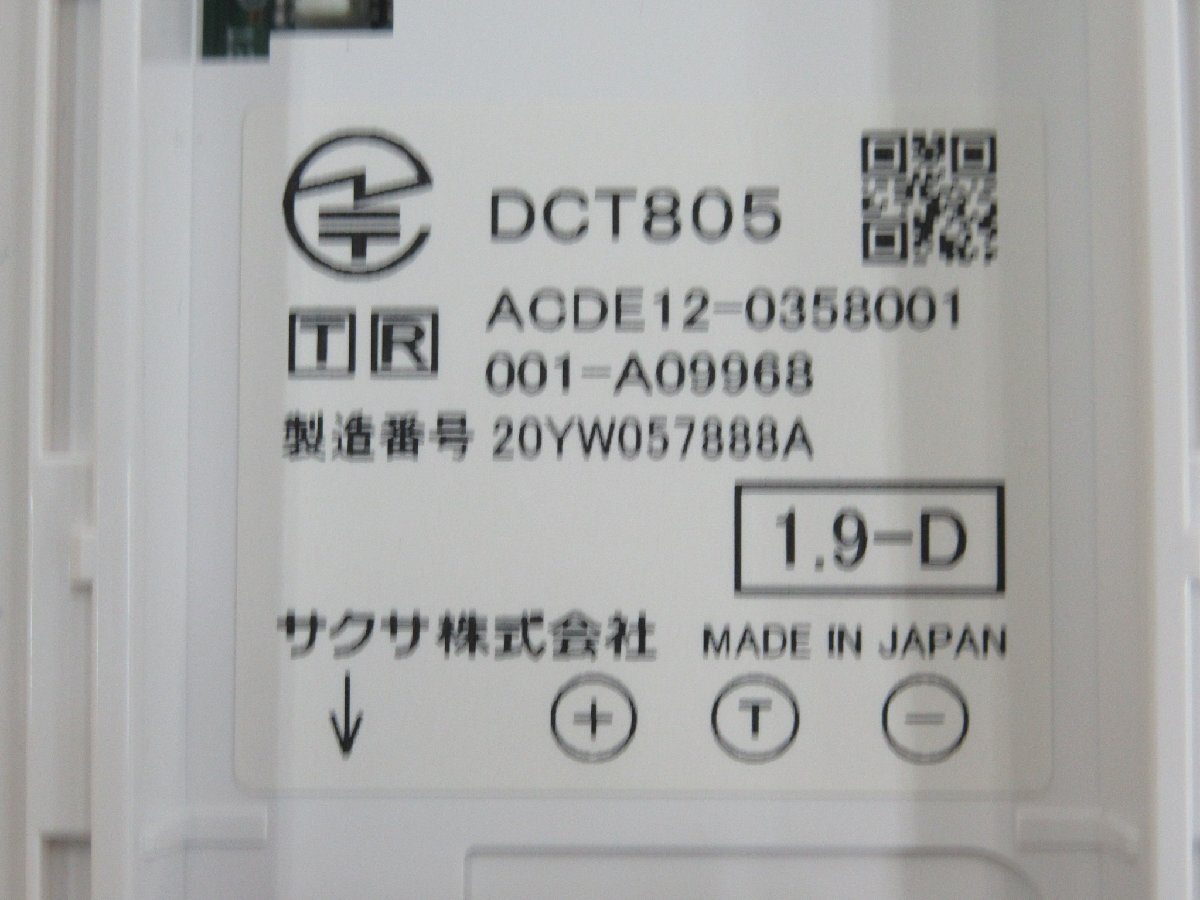 DCT805
T R ACDE12-0358001
001-A09968
製造番号 20YW057888A
1.9-D
サクサ株式会社 MADE IN JAPAN
↓ + T −